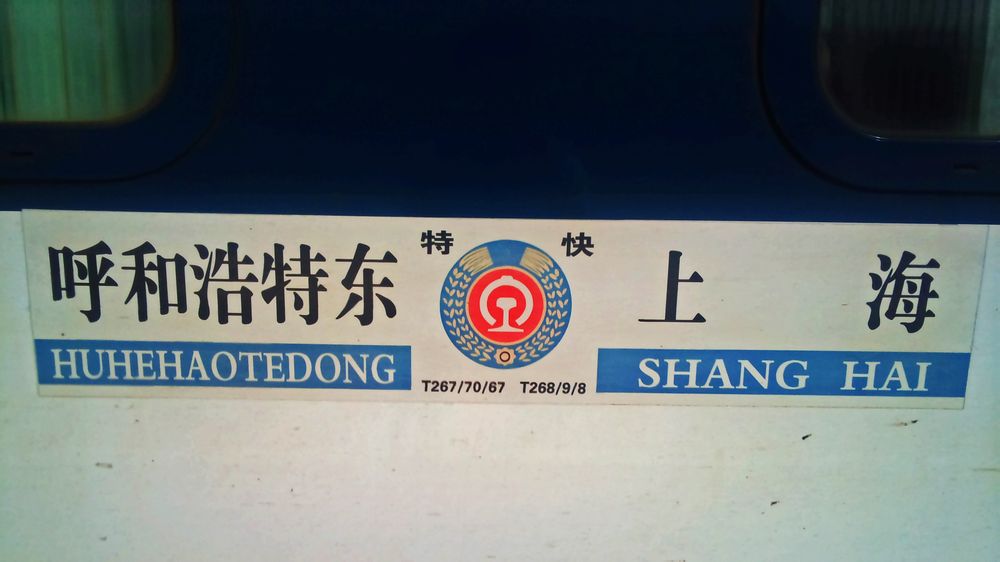 呼和浩特东
HUHEHAOTEDONG
特 快
T267/70/67 T268/9/8
上 海
SHANG HAI